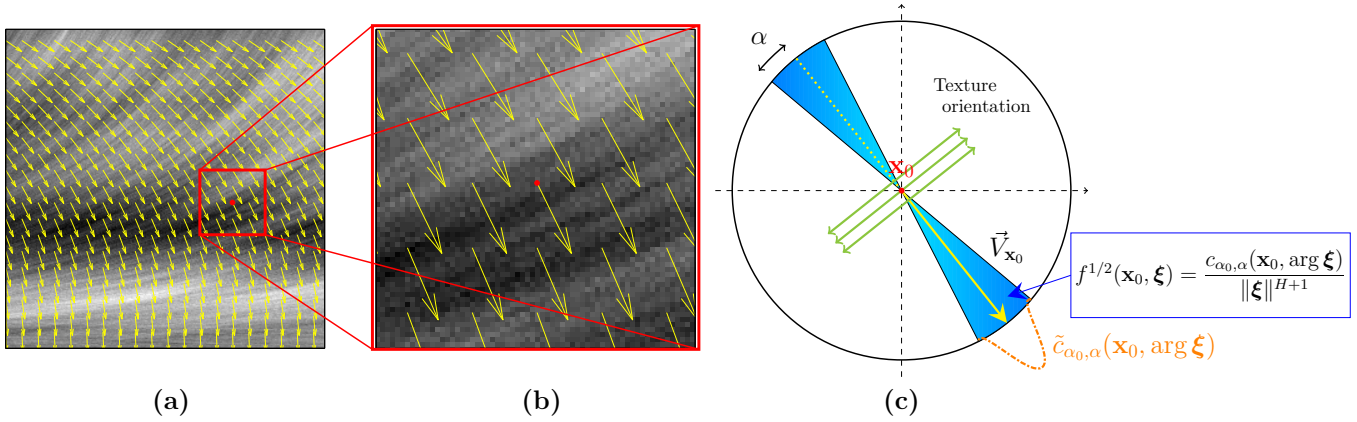 α
Texture
orientation
x₀
V⃗ₓ₀
f^{1/2}(x₀, ξ) = c_{α₀,α}(x₀, arg ξ) / ‖ξ‖^{H+1}
c̃_{α₀,α}(x₀, arg ξ)
(a)
(b)
(c)